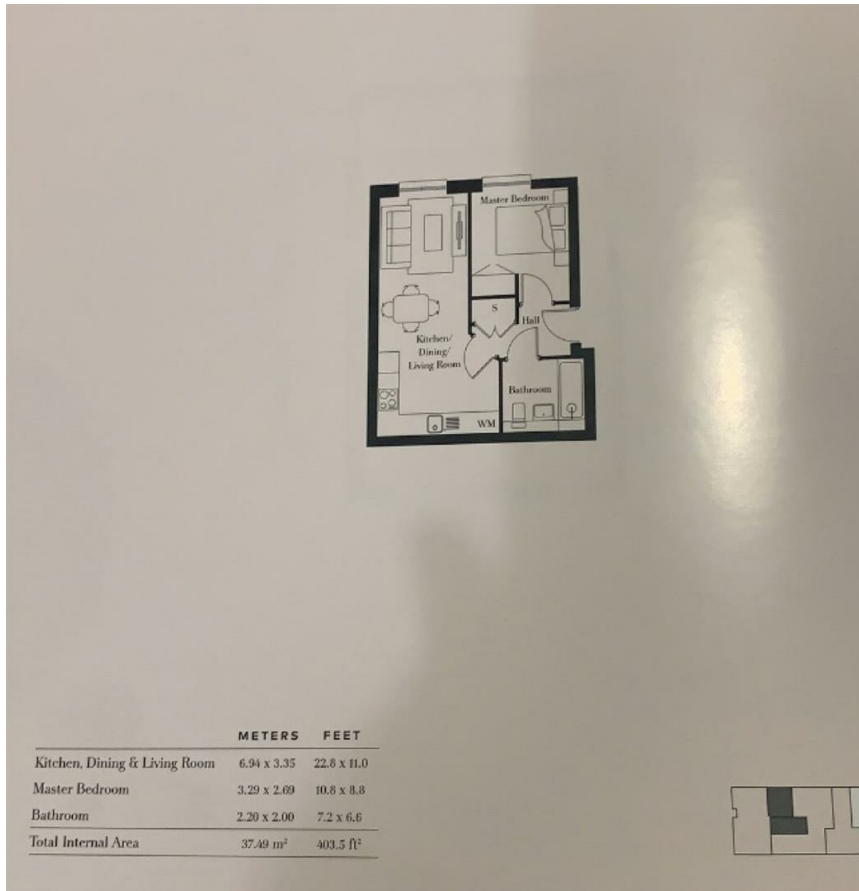 Master Bedroom
S
Hall
Kitchen/
Dining/
Living Room
Bathroom
WM
METERS FEET
Kitchen, Dining & Living Room 6.94 x 3.35 22.8 x 11.0
Master Bedroom 3.29 x 2.69 10.8 x 8.8
Bathroom 2.20 x 2.00 7.2 x 6.6
Total Internal Area 37.49 m² 403.5 ft²